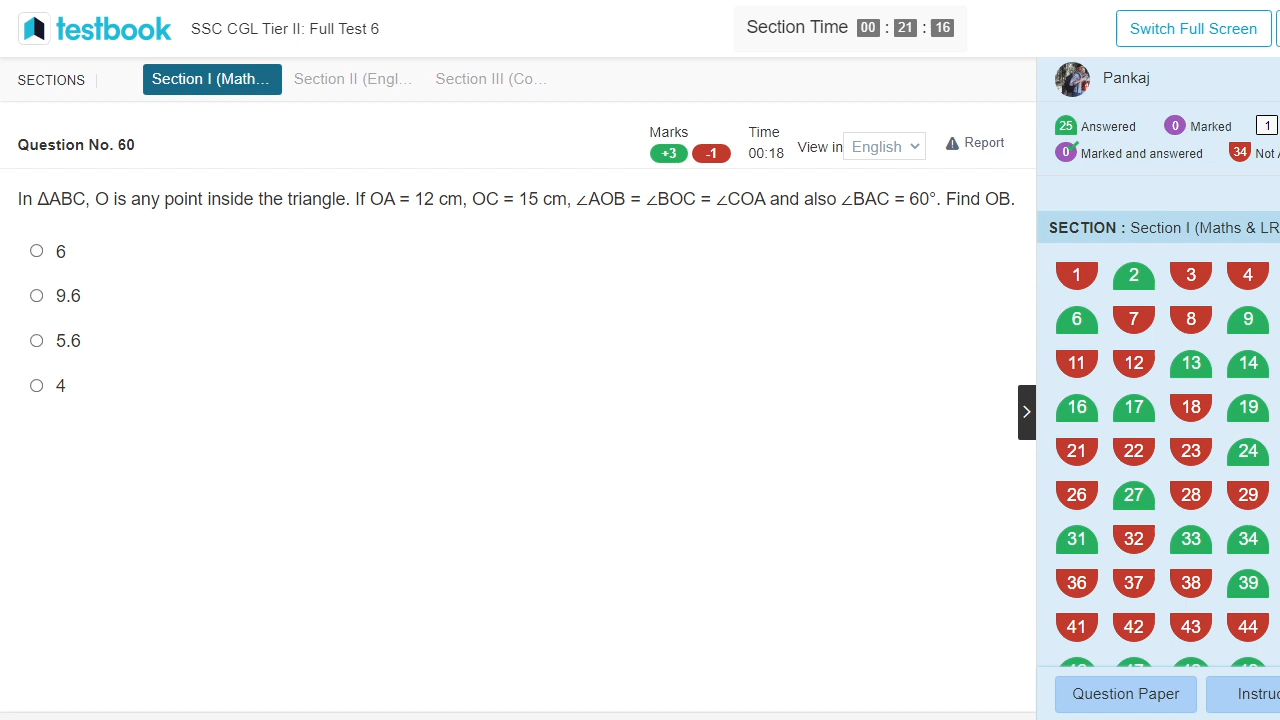 testbook SSC CGL Tier II: Full Test 6 Section Time 00 : 21 : 16 Switch Full Screen
SECTIONS Section I (Math... Section II (Engl... Section III (Co... Pankaj
Question No. 60
Marks
+3 -1
Time
00:18
View in English
Report
In ΔABC, O is any point inside the triangle. If OA = 12 cm, OC = 15 cm, ∠AOB = ∠BOC = ∠COA and also ∠BAC = 60°. Find OB.
6
9.6
5.6
4
25 Answered 0 Marked 1
0 Marked and answered 34 Not
SECTION : Section I (Maths & LR
1 2 3 4
6 7 8 9
11 12 13 14
16 17 18 19
21 22 23 24
26 27 28 29
31 32 33 34
36 37 38 39
41 42 43 44
Question Paper